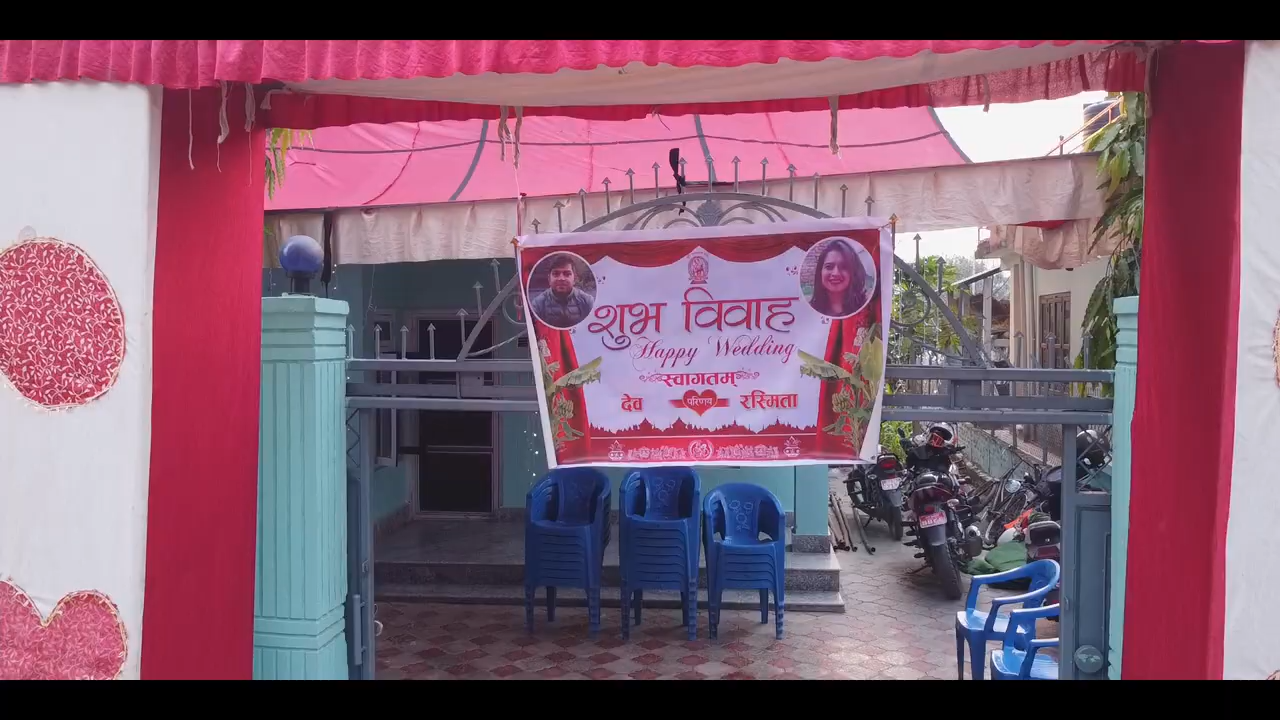 शुभ विवाह
Happy Wedding
स्वागतम्
देव परिणय रस्मिता